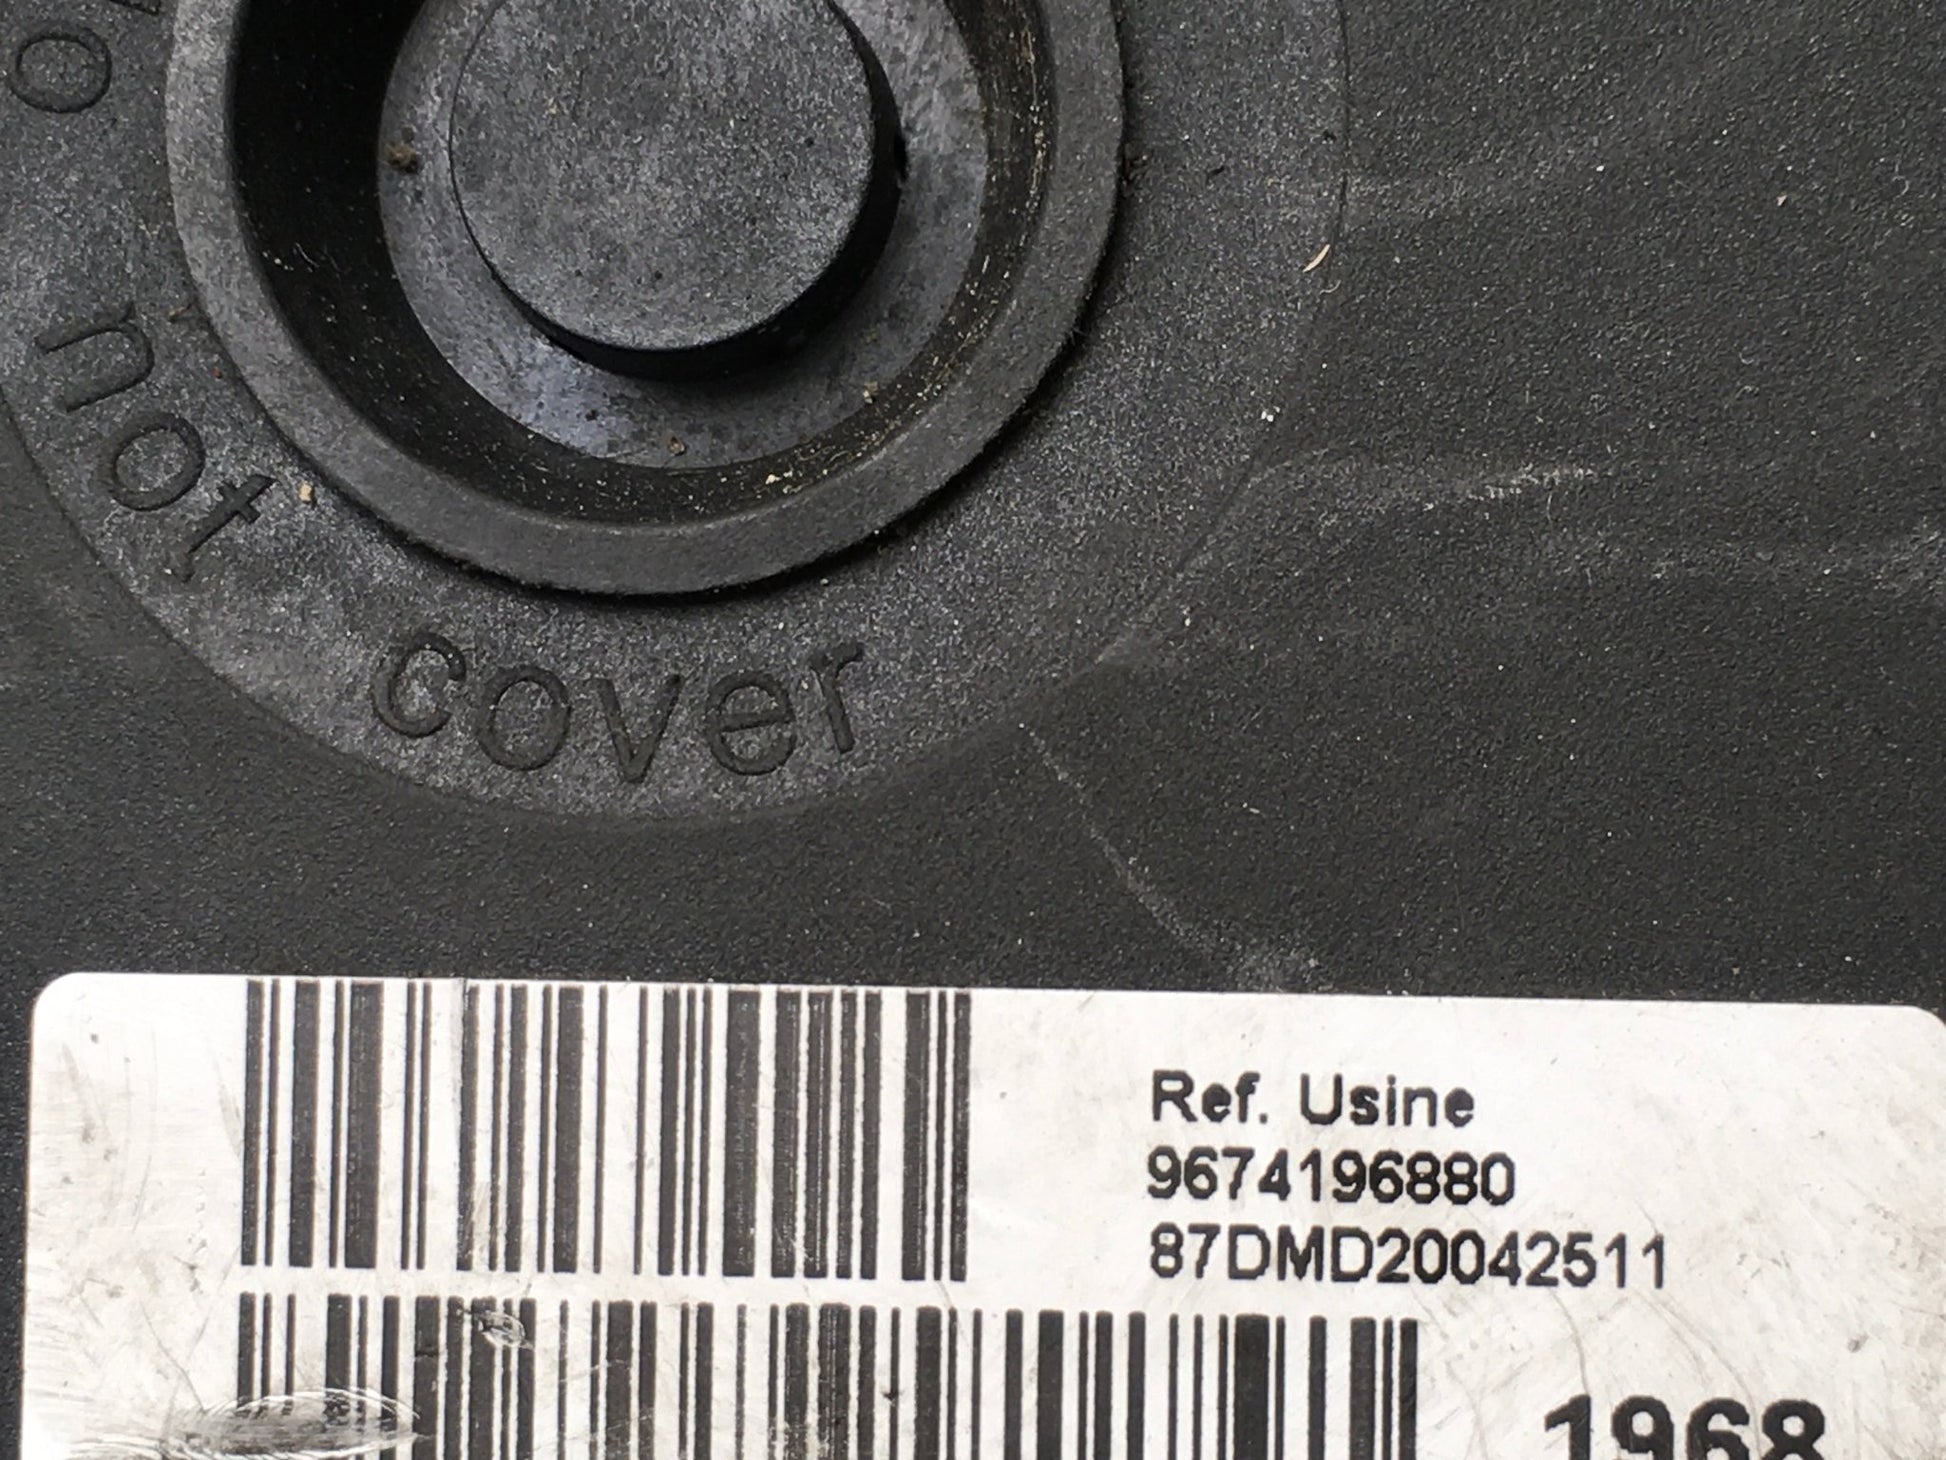 not cover
Ref. Usine
9674196880
87DMD20042511
1968